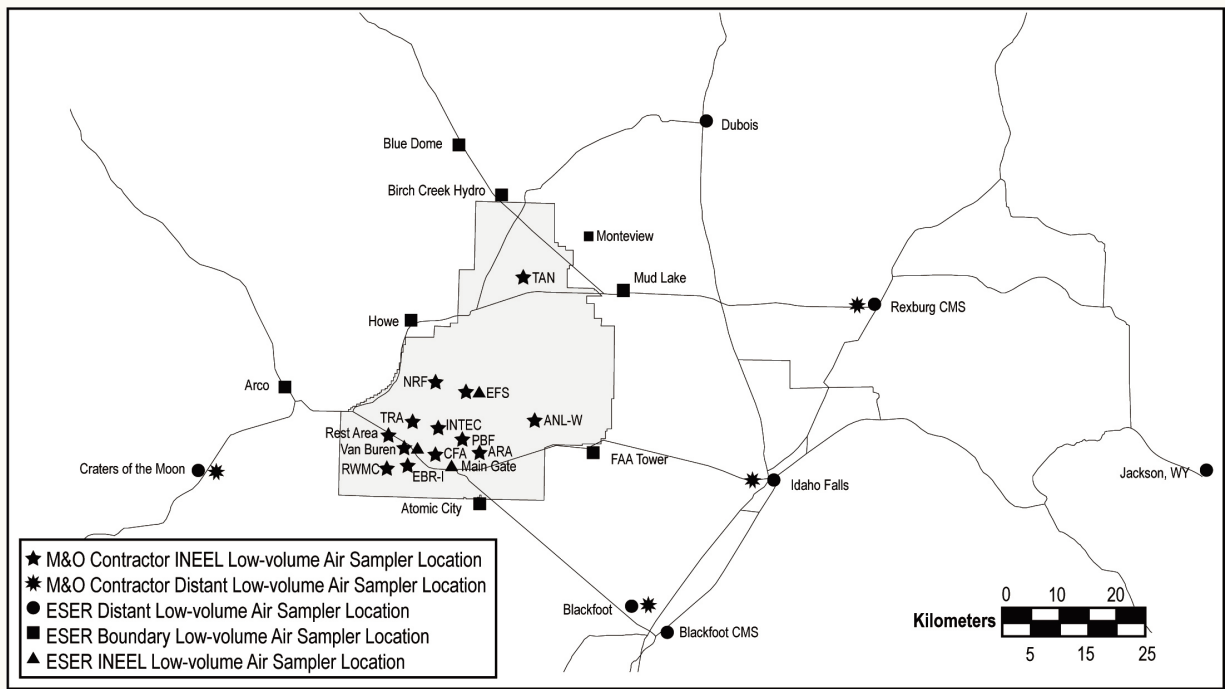 Dubois
Blue Dome
Birch Creek Hydro
Monteview
TAN
Mud Lake
Rexburg CMS
Howe
NRF
EFS
Arco
TRA
INTEC
ANL-W
Rest Area
PBF
Van Buren
CFA
ARA
FAA Tower
RWMC
EBR-I
Main Gate
Craters of the Moon
Idaho Falls
Jackson, WY
Atomic City
Blackfoot
Blackfoot CMS
M&O Contractor INEEL Low-volume Air Sampler Location
M&O Contractor Distant Low-volume Air Sampler Location
ESER Distant Low-volume Air Sampler Location
ESER Boundary Low-volume Air Sampler Location
ESER INEEL Low-volume Air Sampler Location
0 10 20
Kilometers
5 15 25